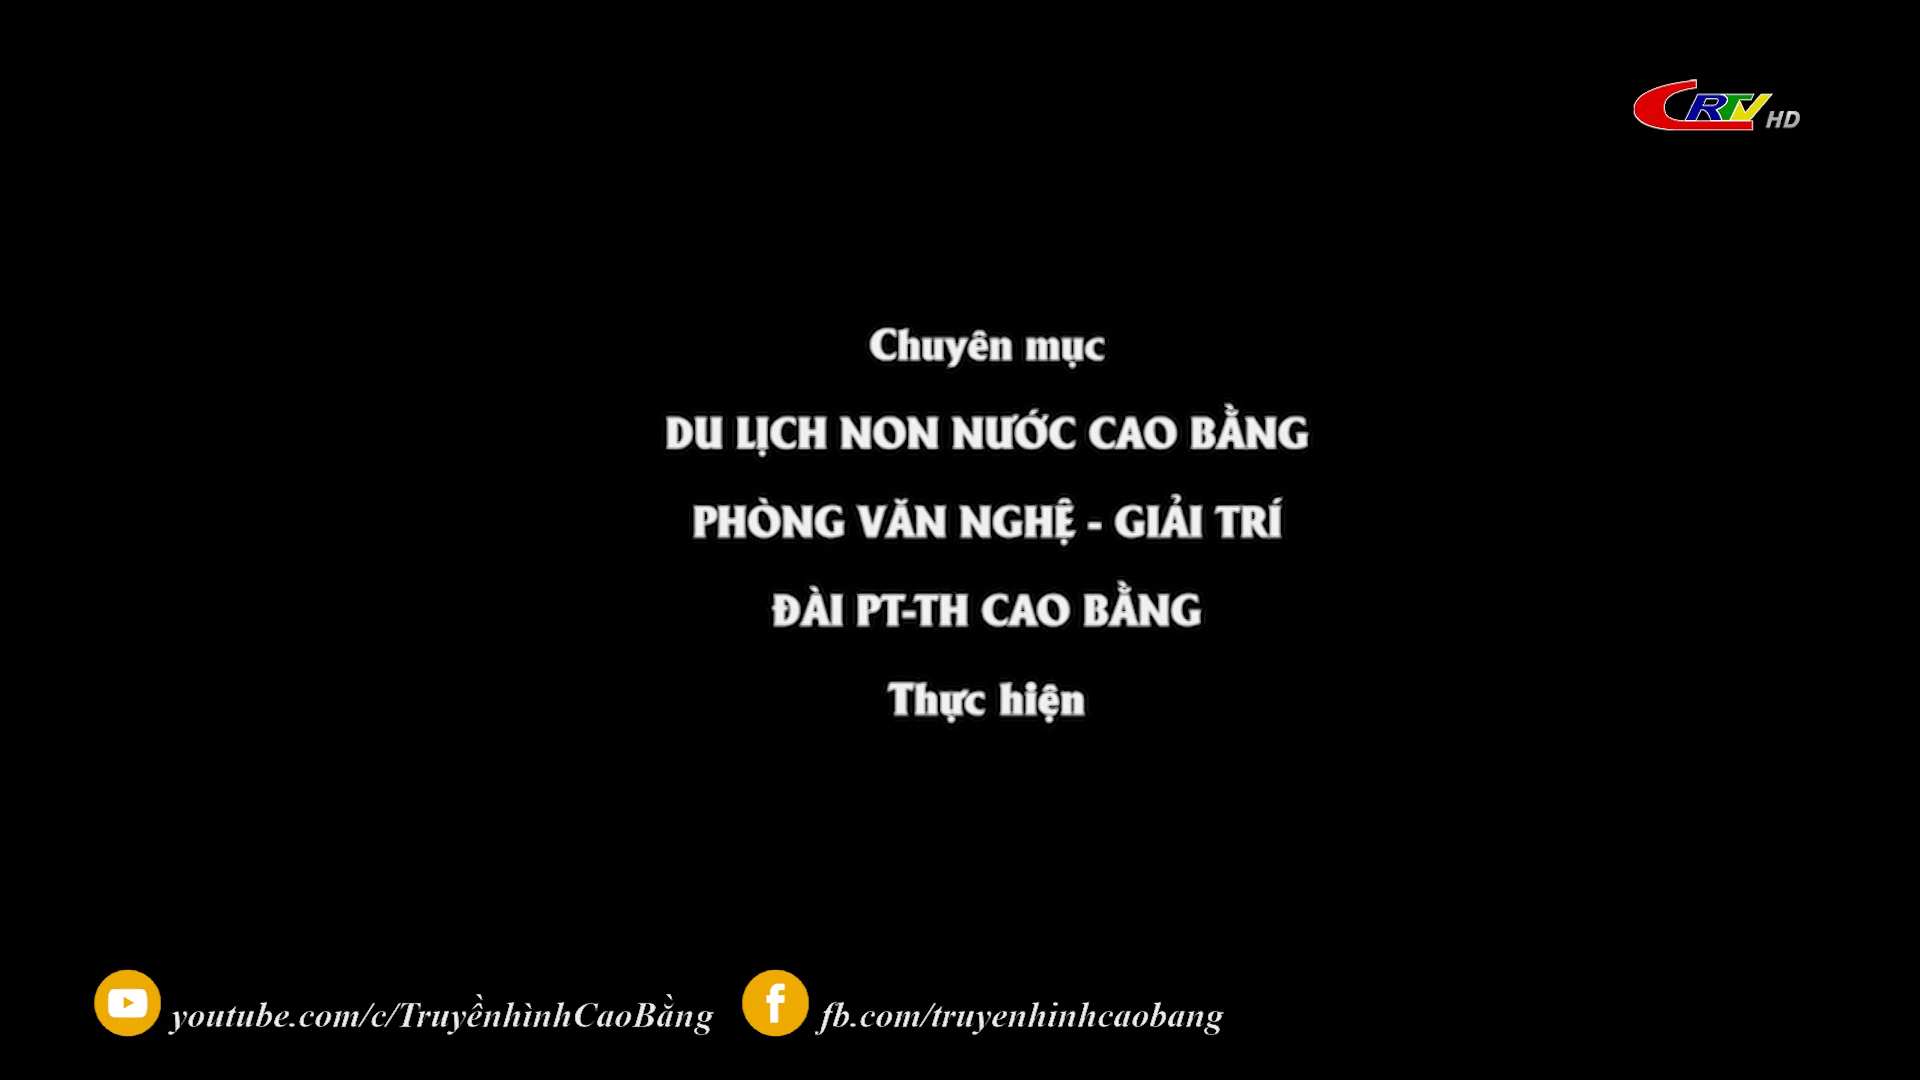 CRTV HD
Chuyên mục
DU LỊCH NON NƯỚC CAO BẰNG
PHÒNG VĂN NGHỆ - GIẢI TRÍ
ĐÀI PT-TH CAO BẰNG
Thực hiện
youtube.com/c/TruyềnhìnhCaoBằng fb.com/truyenhinhcaobang